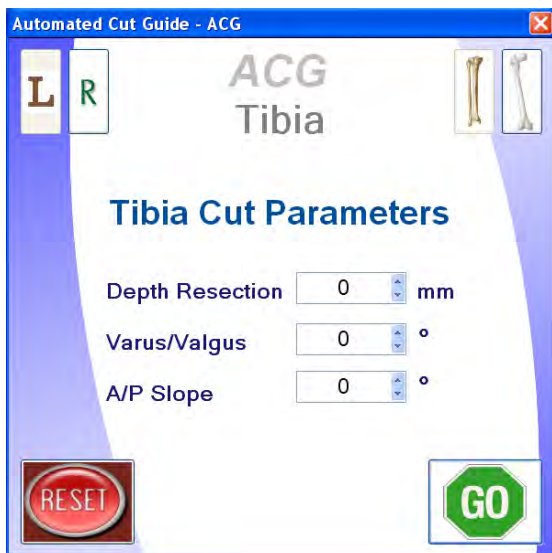 Automated Cut Guide - ACG
L R
ACG
Tibia
Tibia Cut Parameters
Depth Resection 0 mm
Varus/Valgus 0 º
A/P Slope 0 º
RESET GO